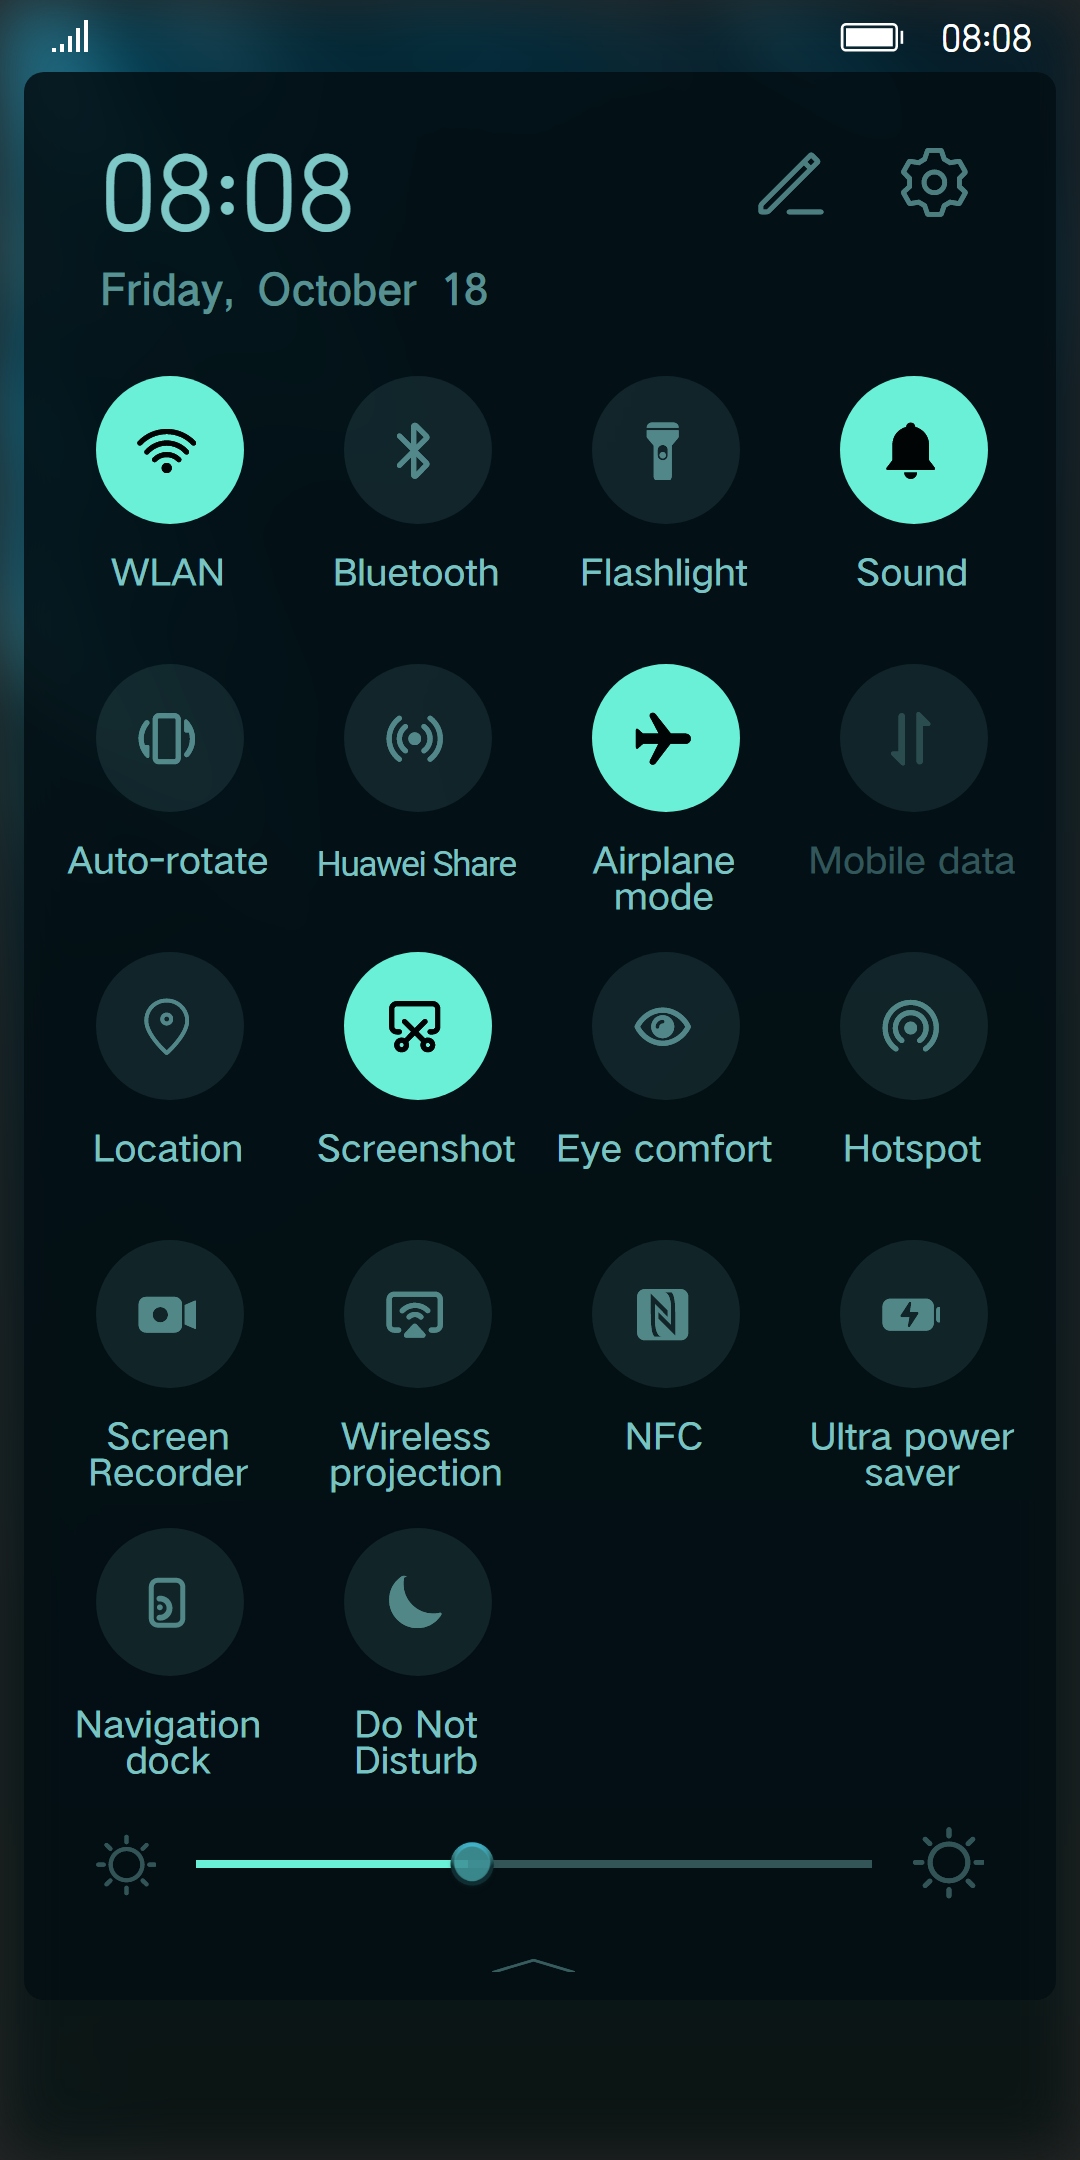 08:08
08:08
Friday, October 18
WLAN Bluetooth Flashlight Sound
Auto-rotate Huawei Share Airplane mode Mobile data
Location Screenshot Eye comfort Hotspot
Screen Recorder Wireless projection NFC Ultra power saver
Navigation dock Do Not Disturb